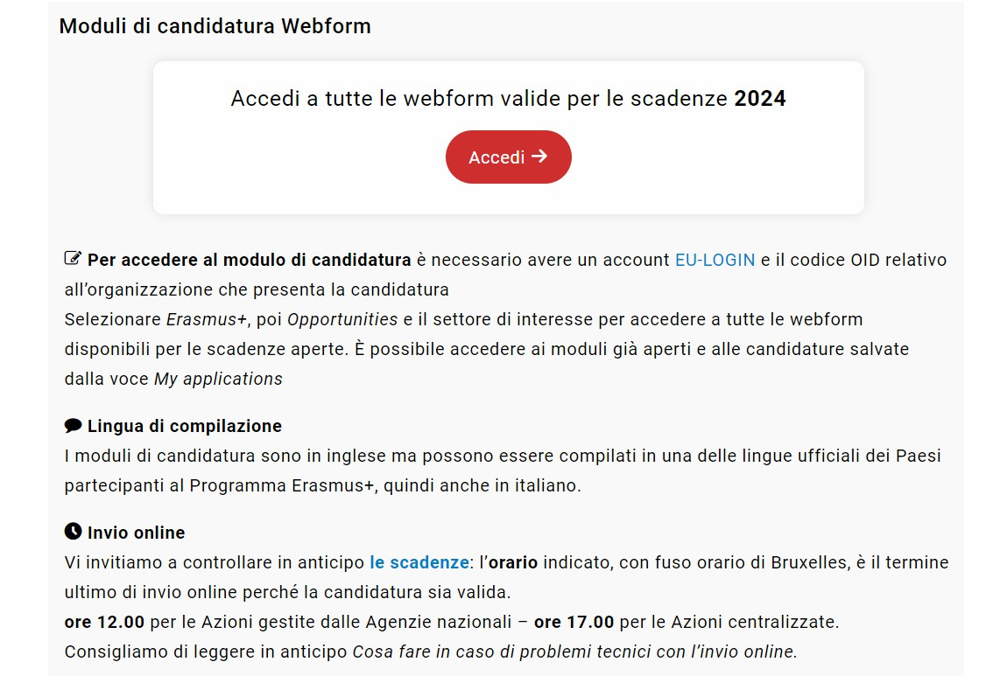 Moduli di candidatura Webform
Accedi a tutte le webform valide per le scadenze 2024
Accedi →
Per accedere al modulo di candidatura è necessario avere un account EU-LOGIN e il codice OID relativo
all’organizzazione che presenta la candidatura
Selezionare Erasmus+, poi Opportunities e il settore di interesse per accedere a tutte le webform
disponibili per le scadenze aperte. È possibile accedere ai moduli già aperti e alle candidature salvate
dalla voce My applications
Lingua di compilazione
I moduli di candidatura sono in inglese ma possono essere compilati in una delle lingue ufficiali dei Paesi
partecipanti al Programma Erasmus+, quindi anche in italiano.
Invio online
Vi invitiamo a controllare in anticipo le scadenze: l’orario indicato, con fuso orario di Bruxelles, è il termine
ultimo di invio online perché la candidatura sia valida.
ore 12.00 per le Azioni gestite dalle Agenzie nazionali – ore 17.00 per le Azioni centralizzate.
Consigliamo di leggere in anticipo Cosa fare in caso di problemi tecnici con l’invio online.